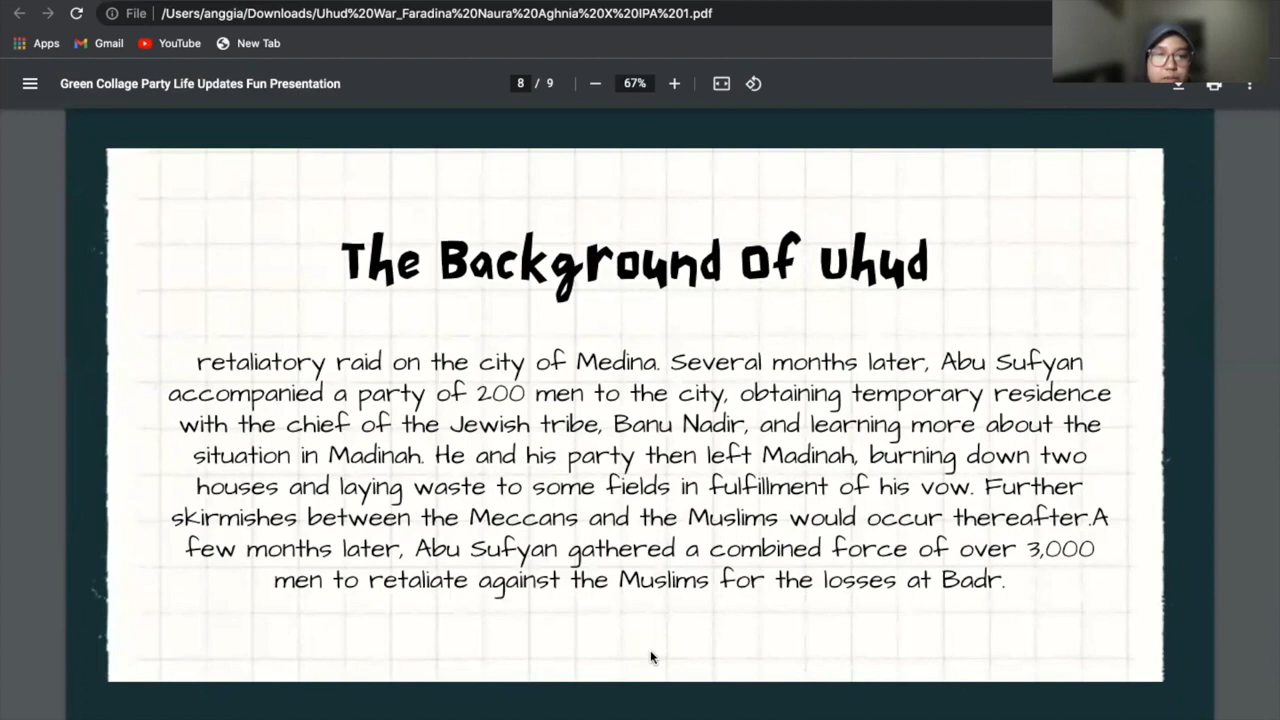 File | /Users/anggia/Downloads/Uhud%20War_Faradina%20Naura%20Aghnia%20X%20IPA%201.pdf
Apps Gmail YouTube New Tab
Green Collage Party Life Updates Fun Presentation 8 / 9 67%
The Background Of Uhud
retaliatory raid on the city of Medina. Several months later, Abu Sufyan
accompanied a party of 200 men to the city, obtaining temporary residence
with the chief of the Jewish tribe, Banu Nadir, and learning more about the
situation in Madinah. He and his party then left Madinah, burning down two
houses and laying waste to some fields in fulfillment of his vow. Further
skirmishes between the Meccans and the Muslims would occur thereafter.A
few months later, Abu Sufyan gathered a combined force of over 3,000
men to retaliate against the Muslims for the losses at Badr.